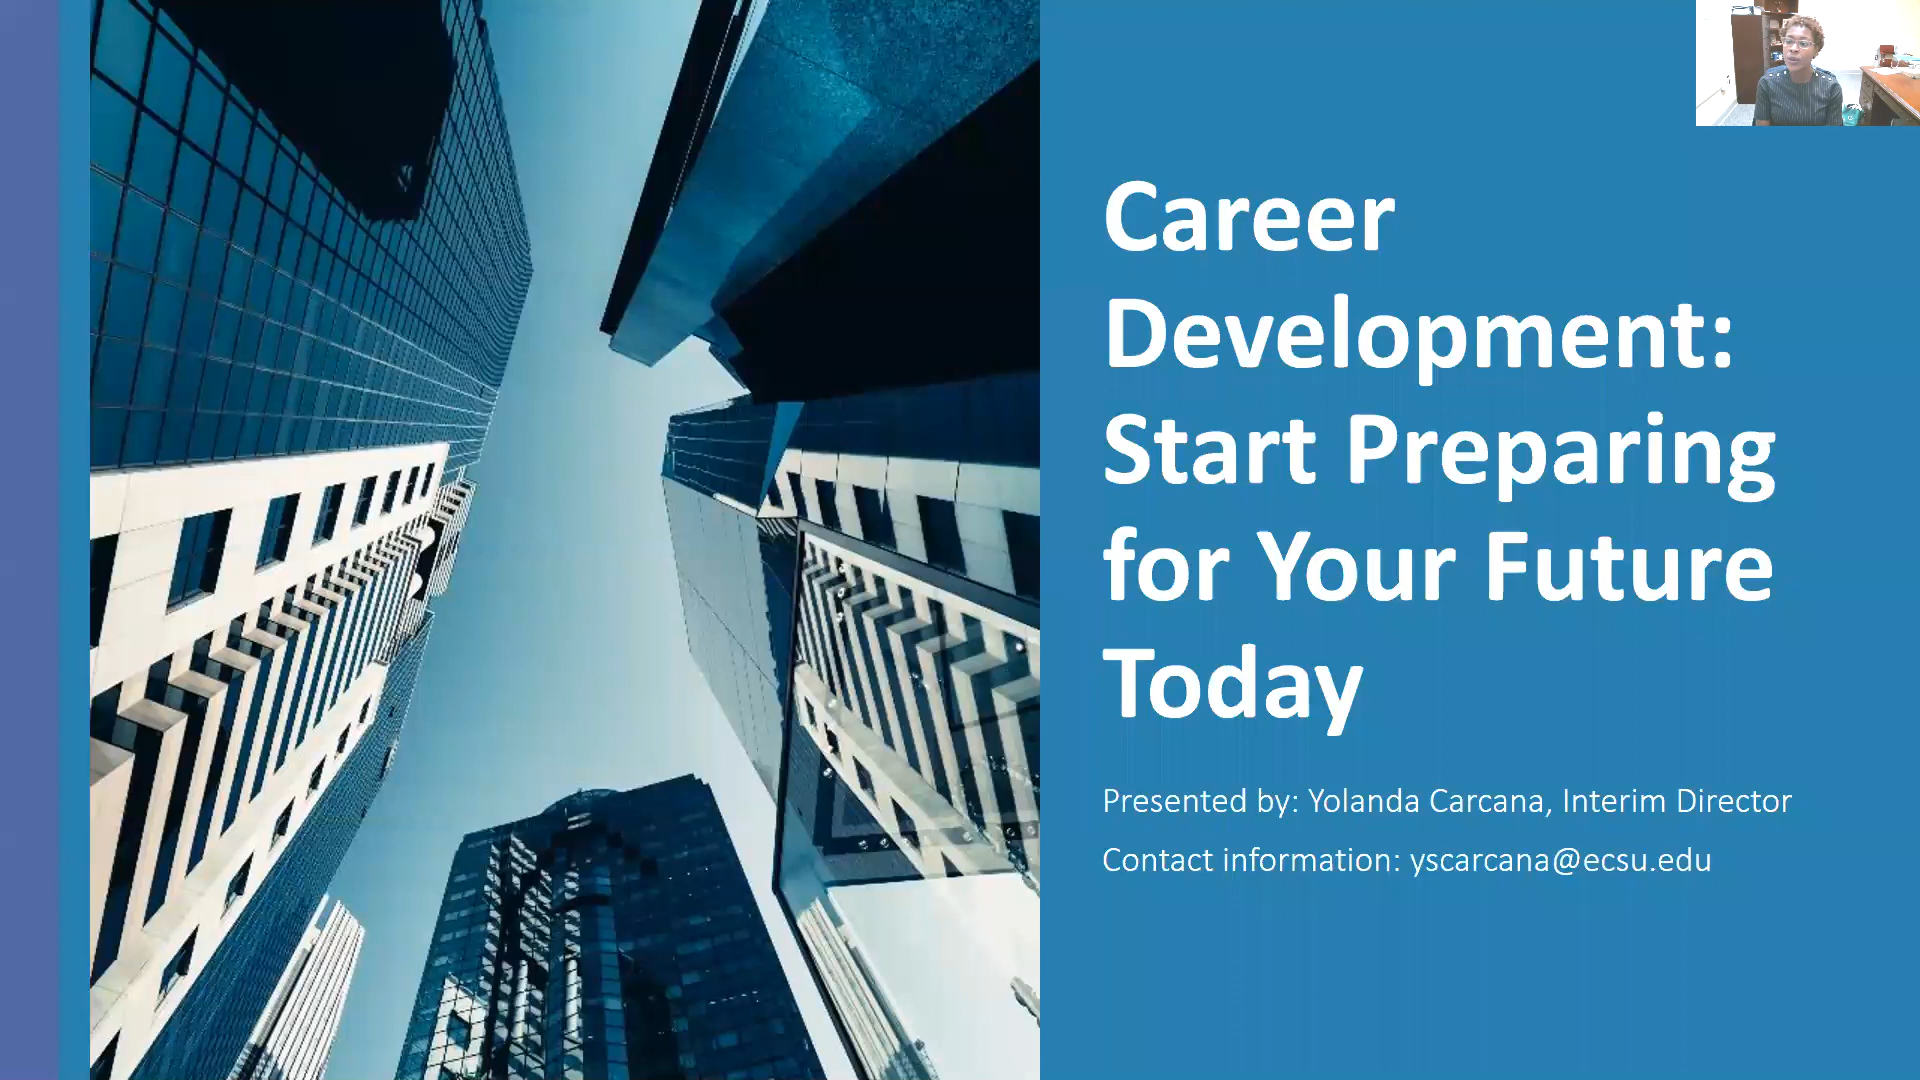 Career
Development:
Start Preparing
for Your Future
Today
Presented by: Yolanda Carcana, Interim Director
Contact information: yscarcana@ecsu.edu